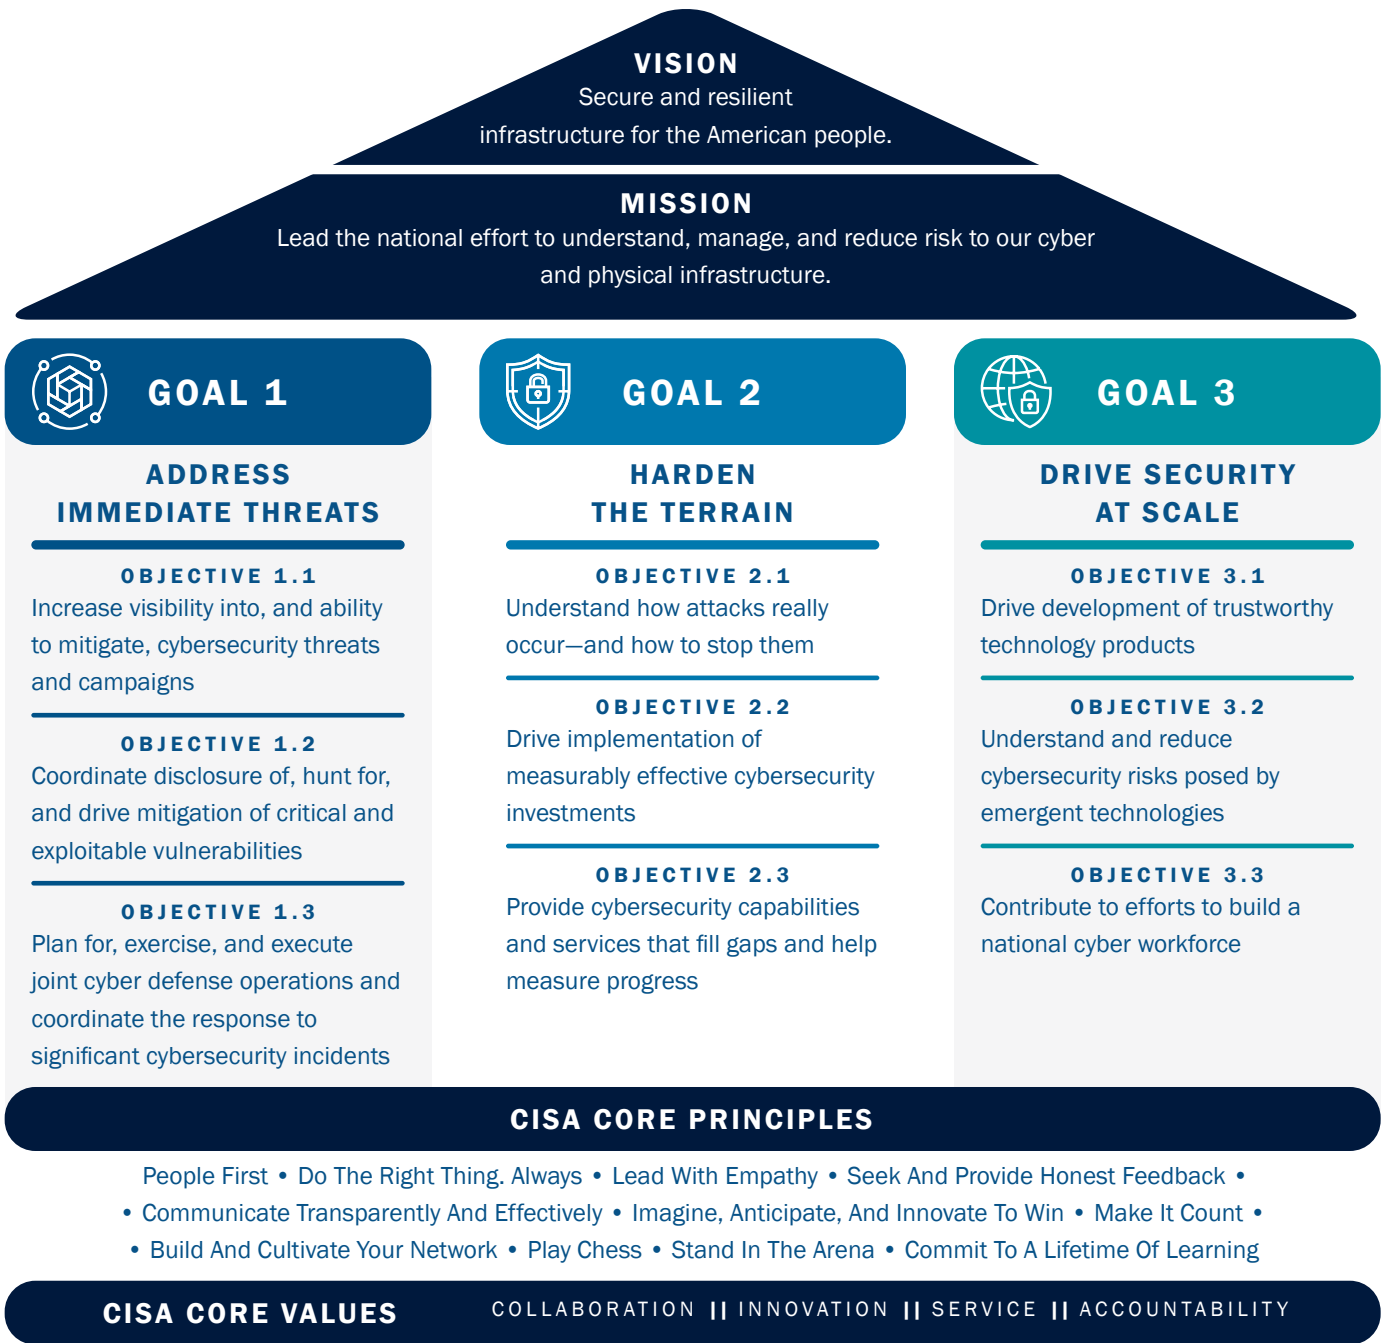 VISION
Secure and resilient
infrastructure for the American people.
MISSION
Lead the national effort to understand, manage, and reduce risk to our cyber
and physical infrastructure.
GOAL 1
ADDRESS
IMMEDIATE THREATS
OBJECTIVE 1.1
Increase visibility into, and ability
to mitigate, cybersecurity threats
and campaigns
OBJECTIVE 1.2
Coordinate disclosure of, hunt for,
and drive mitigation of critical and
exploitable vulnerabilities
OBJECTIVE 1.3
Plan for, exercise, and execute
joint cyber defense operations and
coordinate the response to
significant cybersecurity incidents
GOAL 2
HARDEN
THE TERRAIN
OBJECTIVE 2.1
Understand how attacks really
occur—and how to stop them
OBJECTIVE 2.2
Drive implementation of
measurably effective cybersecurity
investments
OBJECTIVE 2.3
Provide cybersecurity capabilities
and services that fill gaps and help
measure progress
GOAL 3
DRIVE SECURITY
AT SCALE
OBJECTIVE 3.1
Drive development of trustworthy
technology products
OBJECTIVE 3.2
Understand and reduce
cybersecurity risks posed by
emergent technologies
OBJECTIVE 3.3
Contribute to efforts to build a
national cyber workforce
CISA CORE PRINCIPLES
People First • Do The Right Thing. Always • Lead With Empathy • Seek And Provide Honest Feedback •
• Communicate Transparently And Effectively • Imagine, Anticipate, And Innovate To Win • Make It Count •
• Build And Cultivate Your Network • Play Chess • Stand In The Arena • Commit To A Lifetime Of Learning
CISA CORE VALUES COLLABORATION || INNOVATION || SERVICE || ACCOUNTABILITY